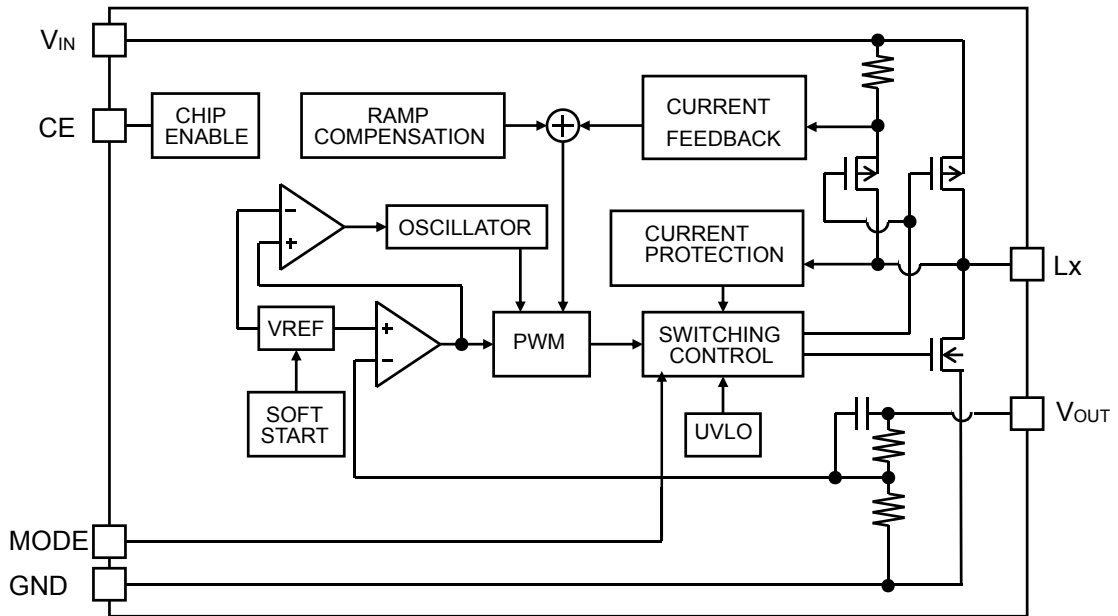 VIN
CE
CHIP
ENABLE
RAMP
COMPENSATION
+
CURRENT
FEEDBACK
−
+
OSCILLATOR
CURRENT
PROTECTION
Lx
VREF
+
−
PWM
SWITCHING
CONTROL
SOFT
START
UVLO
VOUT
MODE
GND